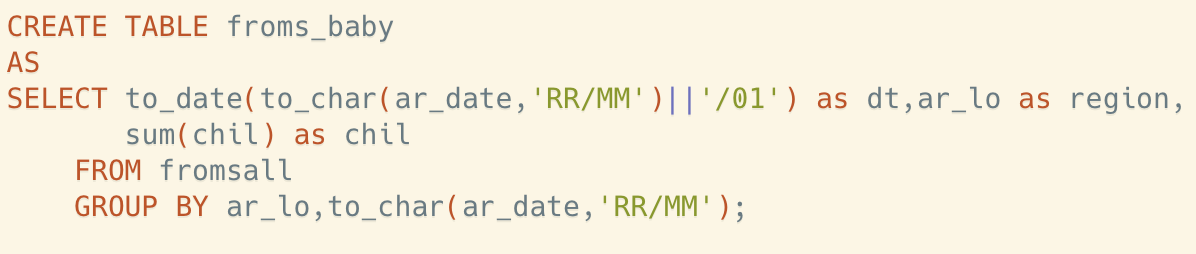 CREATE TABLE froms_baby
AS
SELECT to_date(to_char(ar_date,'RR/MM')||'/01') as dt,ar_lo as region,
sum(chil) as chil
FROM fromsall
GROUP BY ar_lo,to_char(ar_date,'RR/MM');